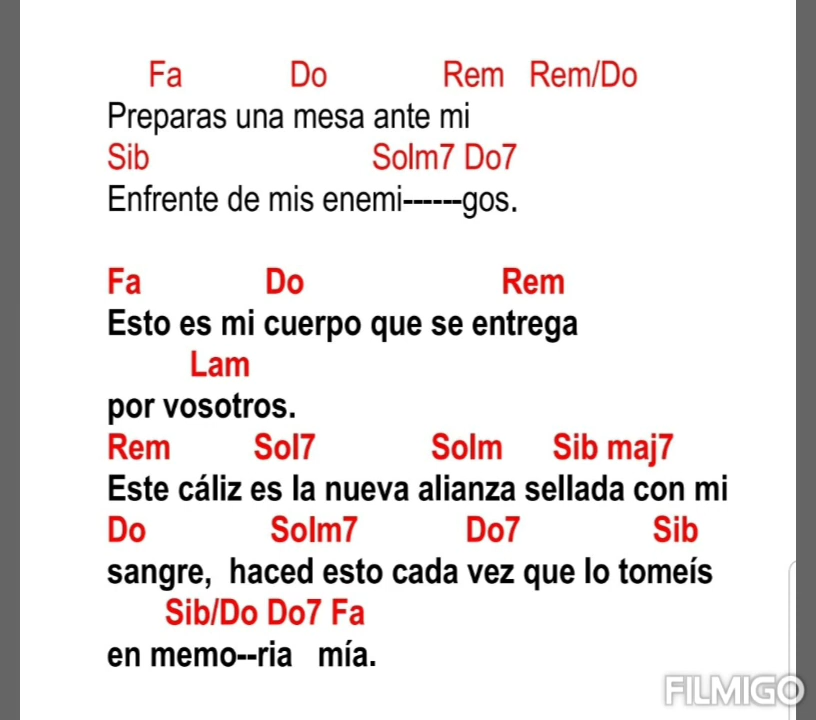 Fa Do Rem Rem/Do
Preparas una mesa ante mi
Sib Solm7 Do7
Enfrente de mis enemi------gos.
Fa Do Rem
Esto es mi cuerpo que se entrega
Lam
por vosotros.
Rem Sol7 Solm Sib maj7
Este cáliz es la nueva alianza sellada con mi
Do Solm7 Do7 Sib
sangre, haced esto cada vez que lo tomeís
Sib/Do Do7 Fa
en memo--ria mía.
FILMIGO